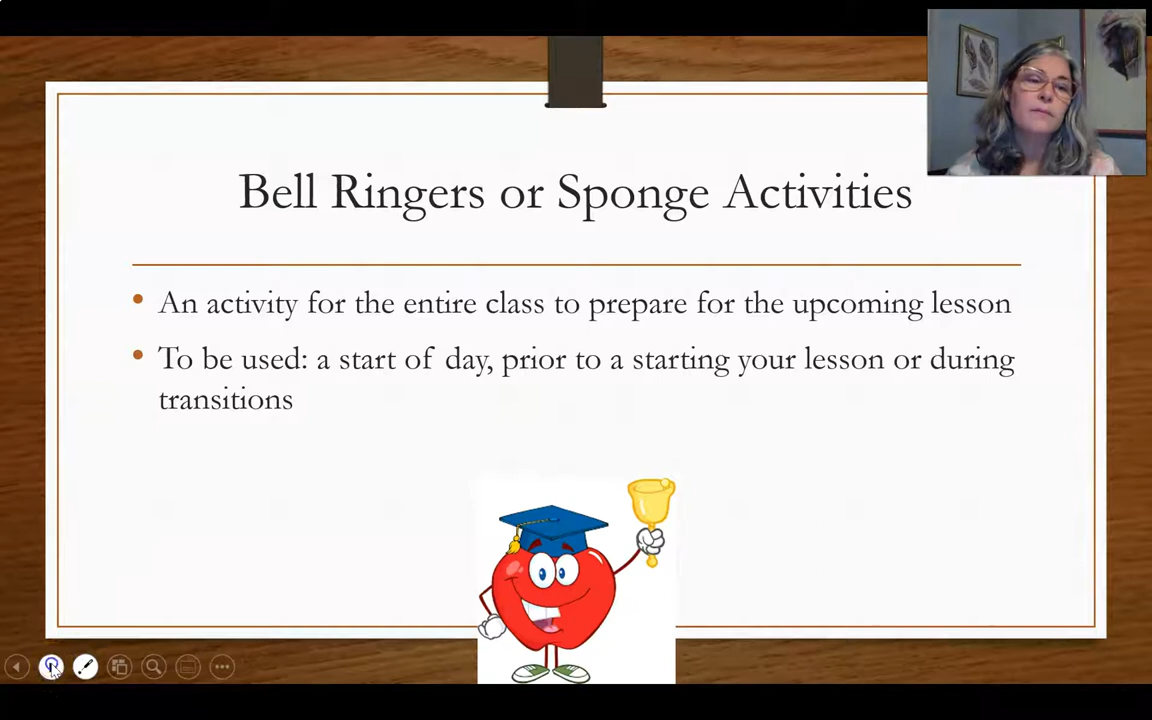 Bell Ringers or Sponge Activities
An activity for the entire class to prepare for the upcoming lesson
To be used: a start of day, prior to a starting your lesson or during
transitions